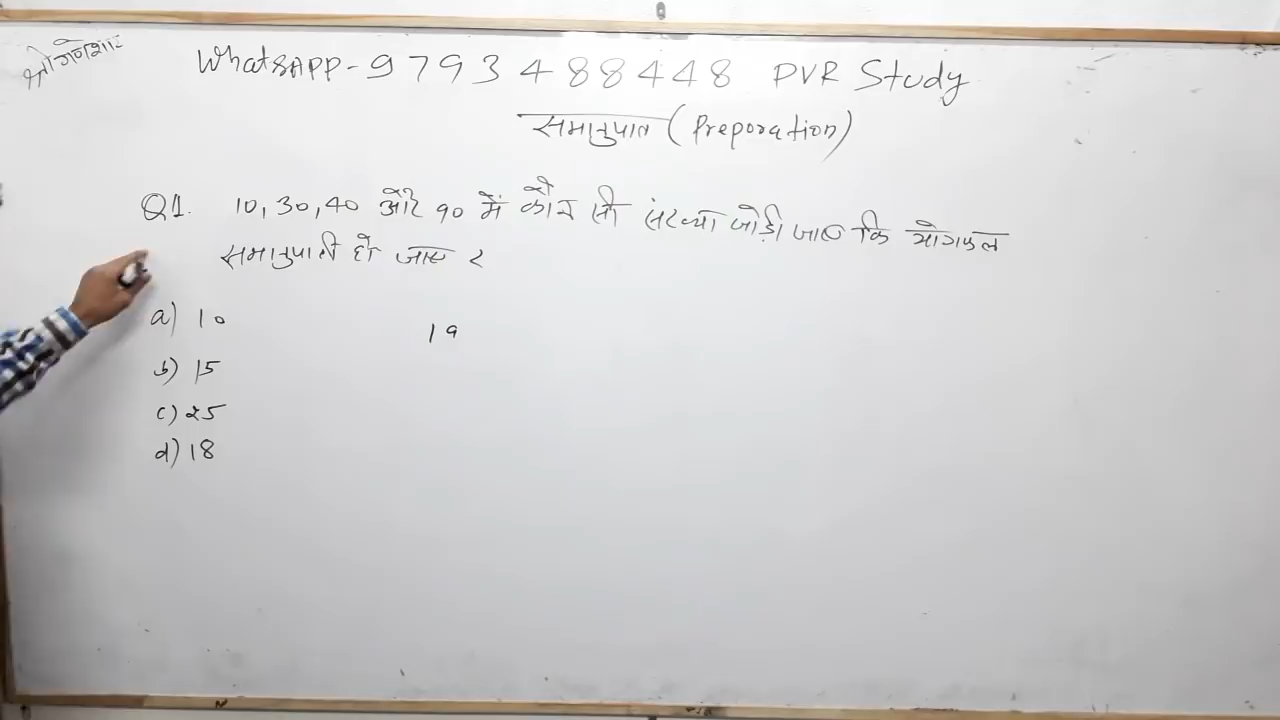 श्री गणेशाय
WhatsAPP-9793488448 PVR Study
समानुपात (Preporation)
Q1. 10, 30, 40 और 90 में कौन सी संख्या जोड़ी जाए कि योगफल
समानुपाती हो जाए ?
a) 10
19
b) 15
c) 25
d) 18